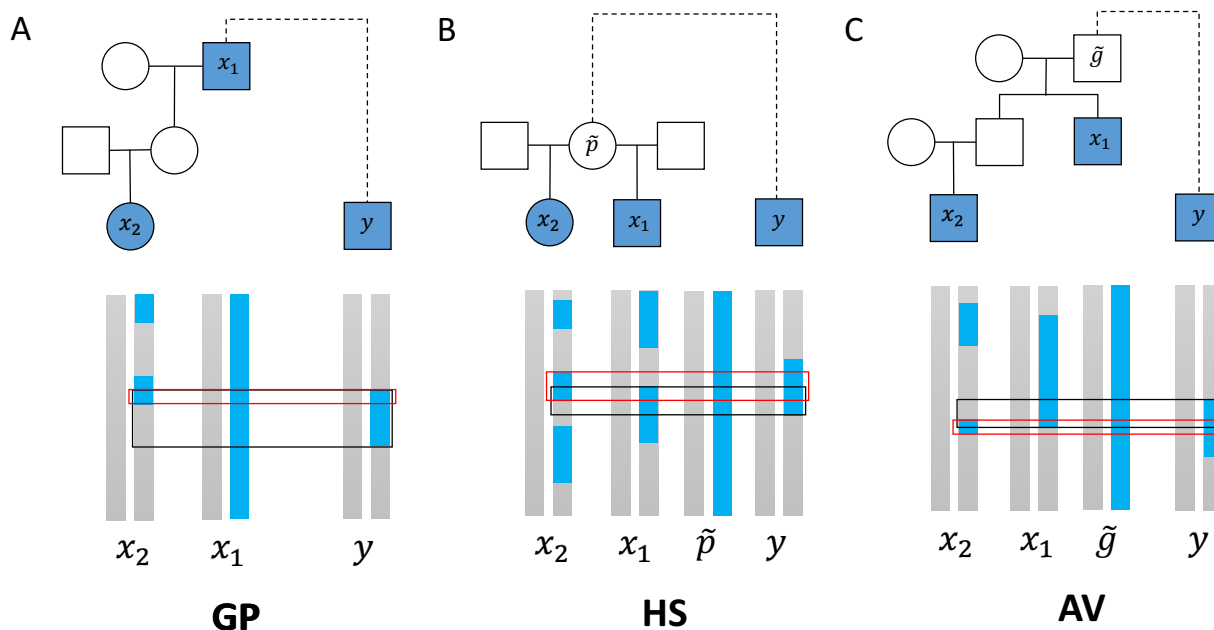 A
x₁
x₂
y
x₂ x₁ y
GP
B
p̃
x₂ x₁ y
x₂ x₁ p̃ y
HS
C
g̃
x₁
x₂ y
x₂ x₁ g̃ y
AV